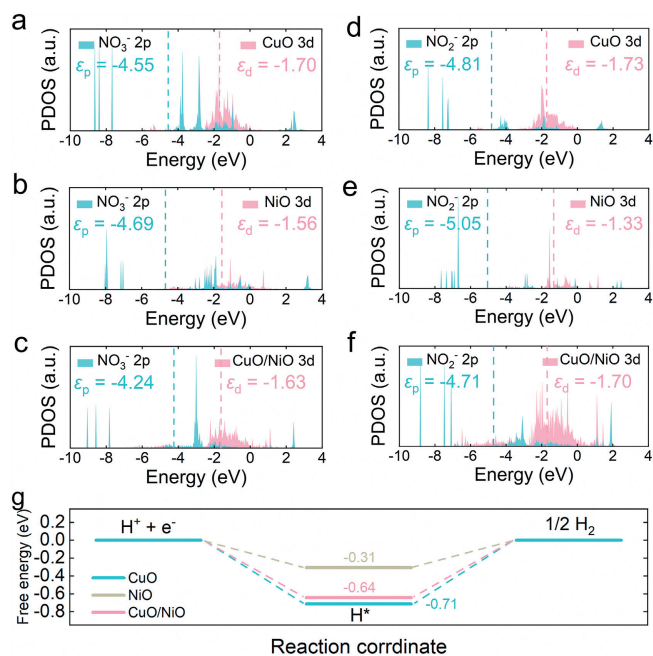 a
NO₃⁻ 2p
CuO 3d
εp = -4.55
εd = -1.70
PDOS (a.u.)
-10 -8 -6 -4 -2 0 2 4
Energy (eV)
b
NO₃⁻ 2p
NiO 3d
εp = -4.69
εd = -1.56
PDOS (a.u.)
-10 -8 -6 -4 -2 0 2 4
Energy (eV)
c
NO₃⁻ 2p
CuO/NiO 3d
εp = -4.24
εd = -1.63
PDOS (a.u.)
-10 -8 -6 -4 -2 0 2 4
Energy (eV)
d
NO₂⁻ 2p
CuO 3d
εp = -4.81
εd = -1.73
PDOS (a.u.)
-10 -8 -6 -4 -2 0 2 4
Energy (eV)
e
NO₂⁻ 2p
NiO 3d
εp = -5.05
εd = -1.33
PDOS (a.u.)
-10 -8 -6 -4 -2 0 2 4
Energy (eV)
f
NO₂⁻ 2p
CuO/NiO 3d
εp = -4.71
εd = -1.70
PDOS (a.u.)
-10 -8 -6 -4 -2 0 2 4
Energy (eV)
g
Free energy (eV)
0.2
0.0
-0.2
-0.4
-0.6
-0.8
H⁺ + e⁻
1/2 H₂
-0.31
-0.64
-0.71
H*
CuO
NiO
CuO/NiO
Reaction corrdinate